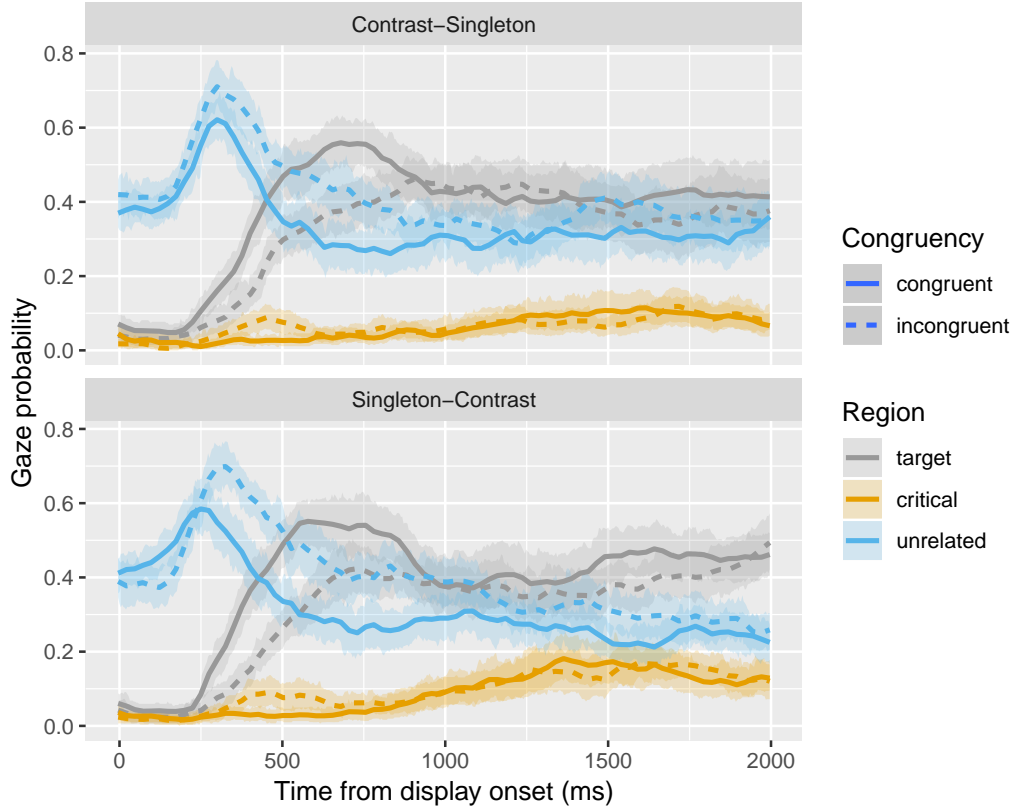 Contrast−Singleton
0.8
0.6
0.4
0.2
0.0
Singleton−Contrast
0.8
0.6
0.4
0.2
0.0
0 500 1000 1500 2000
Time from display onset (ms)
Gaze probability
Congruency
congruent
incongruent
Region
target
critical
unrelated